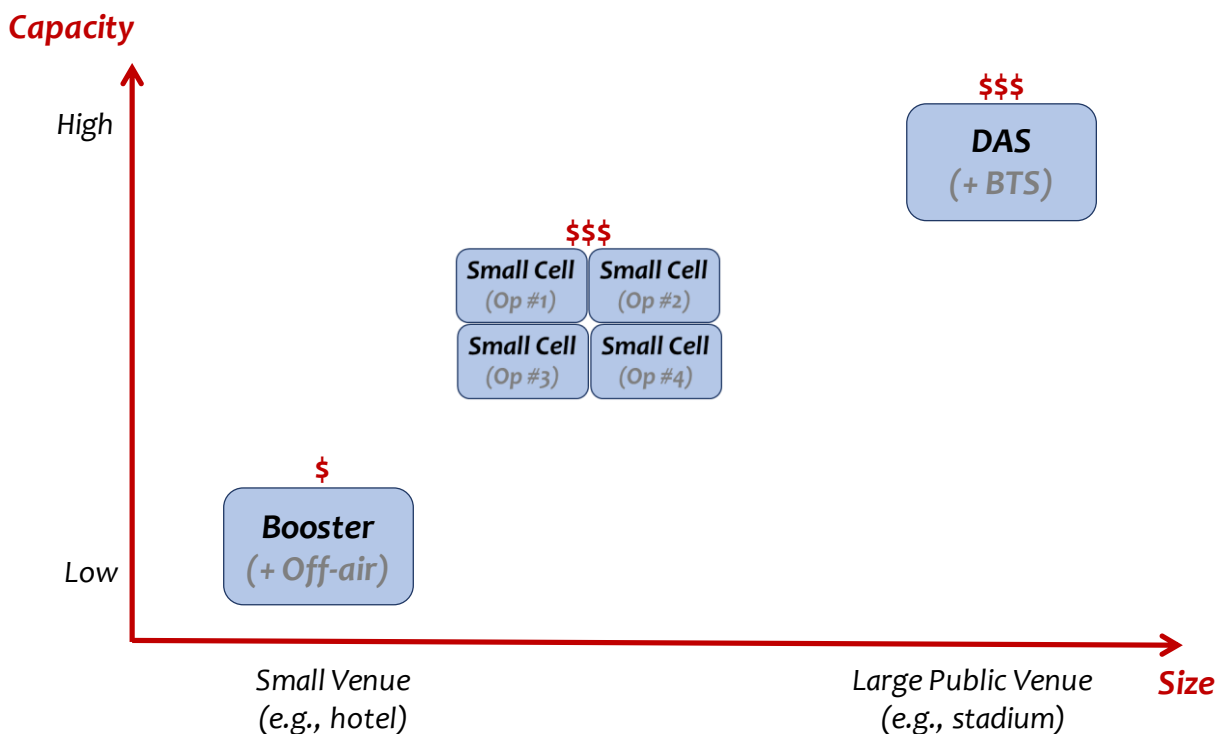 Capacity
High
$$$
DAS
(+ BTS)
$$$
Small Cell
(Op #1)
Small Cell
(Op #2)
Small Cell
(Op #3)
Small Cell
(Op #4)
$
Booster
(+ Off-air)
Low
Small Venue
(e.g., hotel)
Large Public Venue
(e.g., stadium)
Size